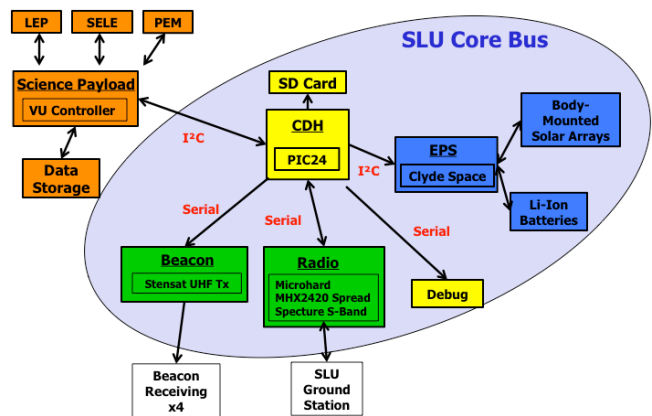 LEP
SELE
PEM
SLU Core Bus
Science Payload
VU Controller
SD Card
Body-
Mounted
Solar Arrays
CDH
PIC24
I²C
EPS
Clyde Space
I²C
Data
Storage
Li-Ion
Batteries
Serial
Serial
Serial
Beacon
Stensat UHF Tx
Radio
Microhard
MHX2420 Spread
Specture S-Band
Debug
Beacon
Receiving
x4
SLU
Ground
Station